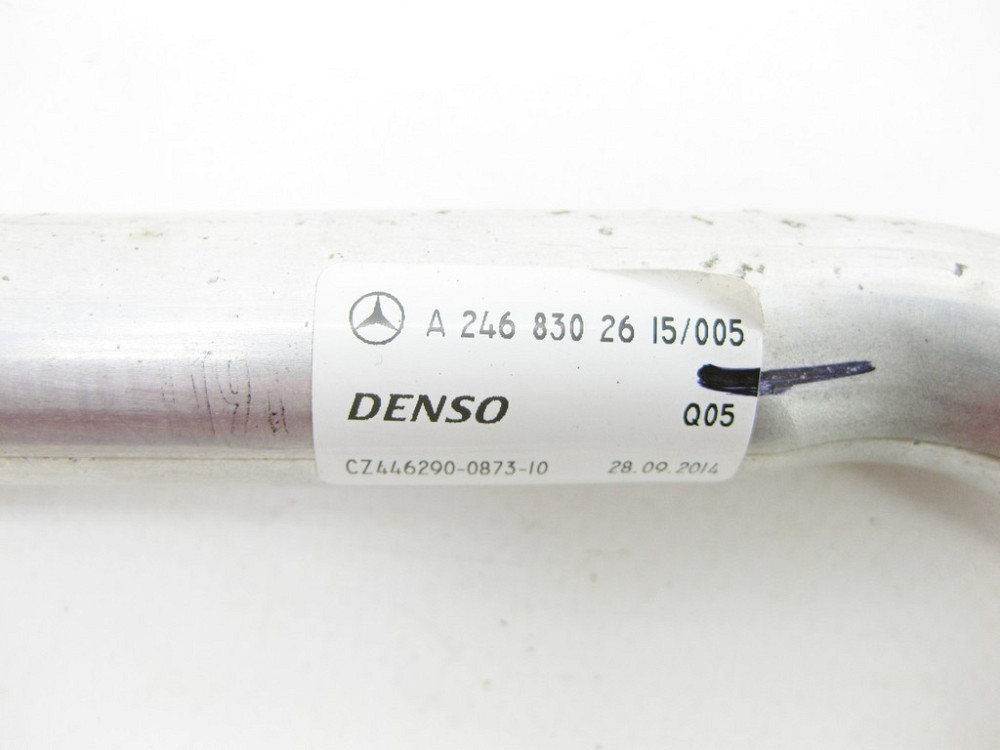 A 246 830 26 15/005
DENSO
Q05
CZ446290-0873-10
28.09.2014